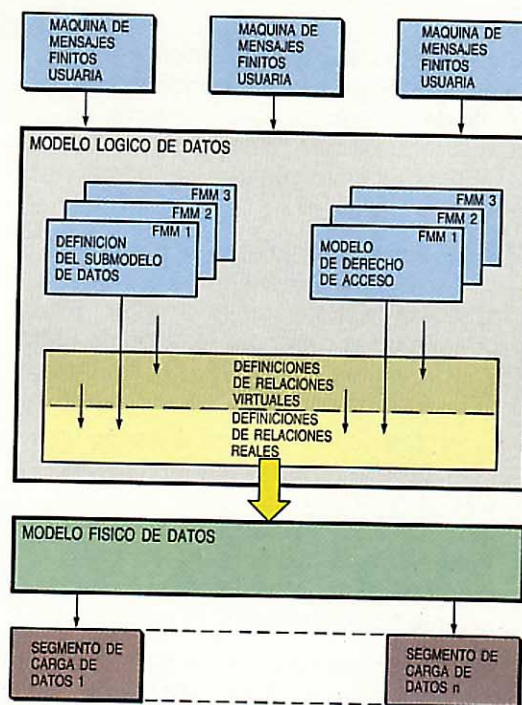 MAQUINA DE
MENSAJES
FINITOS
USUARIA
MAQUINA DE
MENSAJES
FINITOS
USUARIA
MAQUINA DE
MENSAJES
FINITOS
USUARIA
MODELO LOGICO DE DATOS
FMM 3
FMM 2
FMM 1
DEFINICION
DEL SUBMODELO
DE DATOS
FMM 3
FMM 2
FMM 1
MODELO
DE DERECHO
DE ACCESO
DEFINICIONES
DE RELACIONES
VIRTUALES
DEFINICIONES
DE RELACIONES
REALES
MODELO FISICO DE DATOS
SEGMENTO DE
CARGA DE
DATOS 1
SEGMENTO DE
CARGA DE
DATOS n